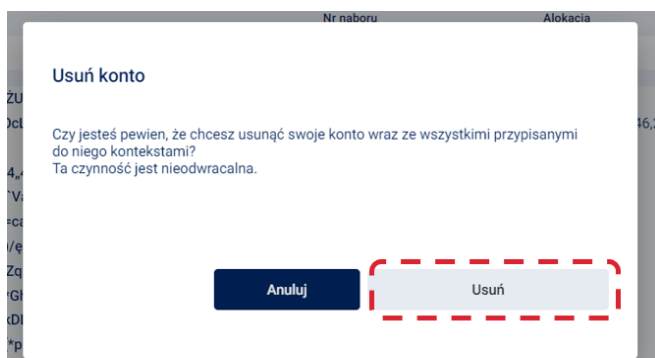 Nr naboru Alokacja
Usuń konto
Czy jesteś pewien, że chcesz usunąć swoje konto wraz ze wszystkimi przypisanymi
do niego kontekstami?
Ta czynność jest nieodwracalna.
Anuluj Usuń